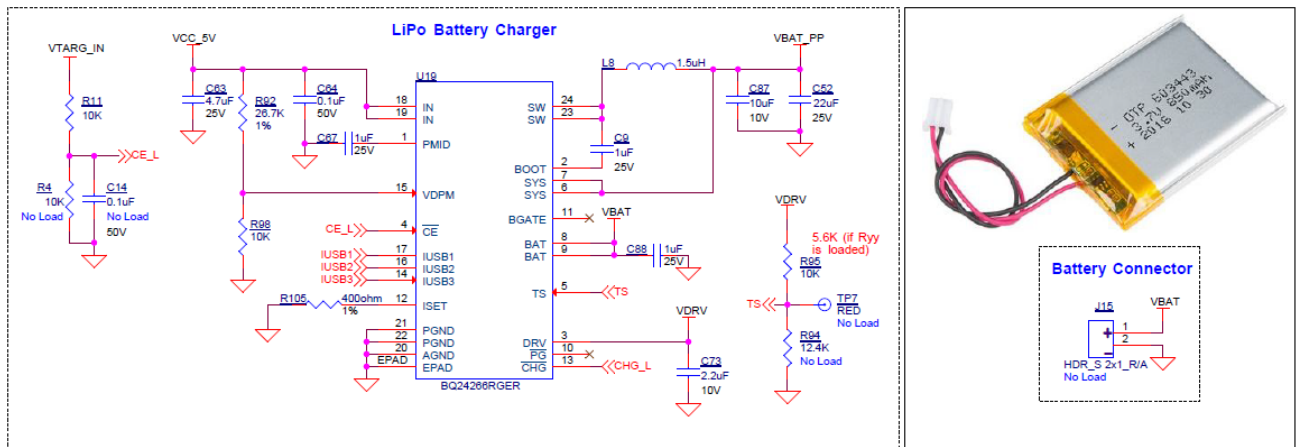 LiPo Battery Charger
VTARG_IN
R11
10K
CE_L
R4
10K
No Load
C14
0.1uF
No Load
50V
VCC_5V
C63
4.7uF
25V
R92
26.7K
1%
C64
0.1uF
50V
C67
1uF
25V
R98
10K
CE_L
IUSB1
IUSB2
IUSB3
R105
400ohm
1%
EPAD
U19
18 IN
19 IN
1 PMID
15 VDPM
4 CE
17 IUSB1
16 IUSB2
14 IUSB3
12 ISET
21 PGND
22 PGND
20 AGND
EPAD
SW 24
SW 23
BOOT 2
SYS 7
SYS 6
BGATE 11
BAT 8
BAT 9
TS 5
DRV 3
PG 10
CHG 13
BQ24266RGER
L8
1.5uH
C9
1uF
25V
VBAT_PP
C87
10uF
10V
C52
22uF
25V
VBAT
C88
1uF
25V
TS
VDRV
CHG_L
C73
2.2uF
10V
VDRV
5.6K (if Ryy
is loaded)
R95
10K
TS
TP7
RED
No Load
R94
12.4K
No Load
- DTP 603443
3.7V 850mAh
+ 2018 10 30
Battery Connector
J15
VBAT
+ 1
- 2
HDR_S 2x1_R/A
No Load